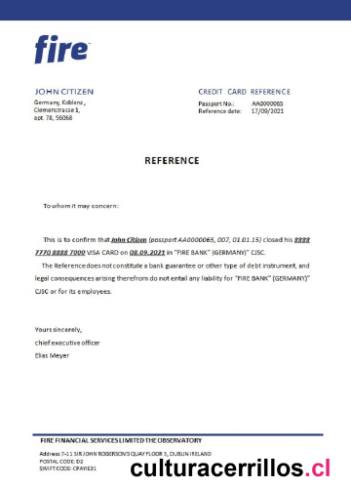 fire
JOHN CITIZEN
CREDIT CARD REFERENCE
Germany, Koblenz,
Clemenstrasse 1,
apt. 78, 56068
Passport No.: AA0000065
Reference date: 17/09/2021
REFERENCE
To whom it may concern:
This is to confirm that John Citizen (passport AA0000065, 007, 01.01.15) closed his 8888
7770 8888 7000 VISA CARD on 08.09.2021 in "FIRE BANK" (GERMANY)" CJSC.
The Reference does not constitute a bank guarantee or other type of debt instrument, and
legal consequences arising therefrom do not entail any liability for "FIRE BANK" (GERMANY)"
CJSC or for its employees.
Yours sincerely,
chief executive officer
Elias Meyer
FIRE FINANCIAL SERVICES LIMITED THE OBSERVATORY
Address 7-11 SIR JOHN ROGERSON'S QUAY FLOOR 3, DUBLIN IRELAND
POSTAL CODE: D2
SWIFT CODE: CPAYIE21
culturacerrillos.cl